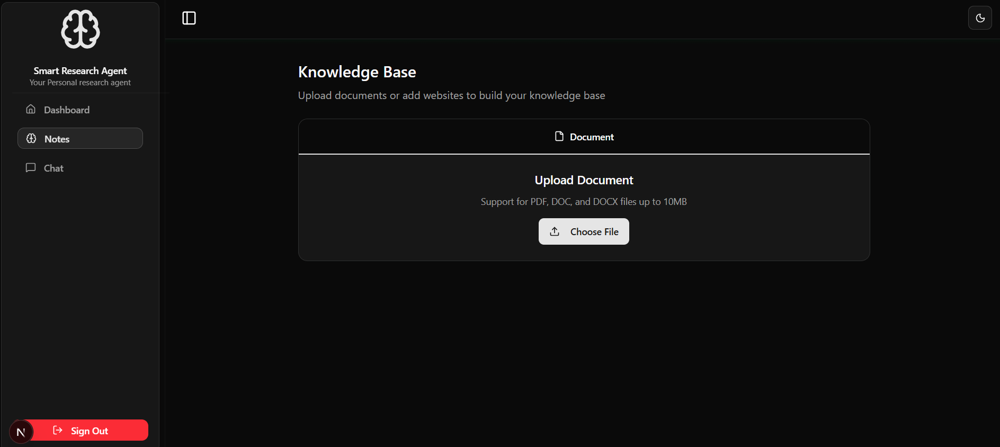 Smart Research Agent
Your Personal research agent
Dashboard
Notes
Chat
N
Sign Out
Knowledge Base
Upload documents or add websites to build your knowledge base
Document
Upload Document
Support for PDF, DOC, and DOCX files up to 10MB
Choose File